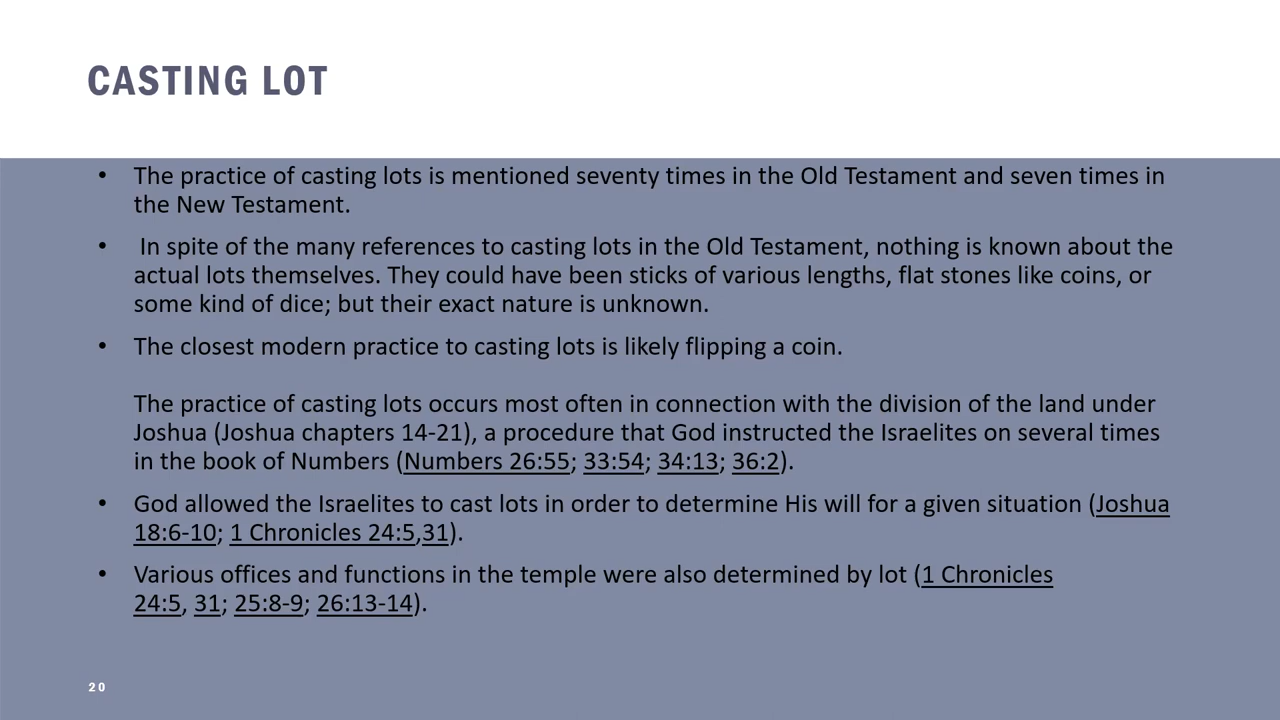 CASTING LOT
• The practice of casting lots is mentioned seventy times in the Old Testament and seven times in
the New Testament.
• In spite of the many references to casting lots in the Old Testament, nothing is known about the
actual lots themselves. They could have been sticks of various lengths, flat stones like coins, or
some kind of dice; but their exact nature is unknown.
• The closest modern practice to casting lots is likely flipping a coin.
The practice of casting lots occurs most often in connection with the division of the land under
Joshua (Joshua chapters 14-21), a procedure that God instructed the Israelites on several times
in the book of Numbers (Numbers 26:55; 33:54; 34:13; 36:2).
• God allowed the Israelites to cast lots in order to determine His will for a given situation (Joshua
18:6-10; 1 Chronicles 24:5,31).
• Various offices and functions in the temple were also determined by lot (1 Chronicles
24:5, 31; 25:8-9; 26:13-14).
20